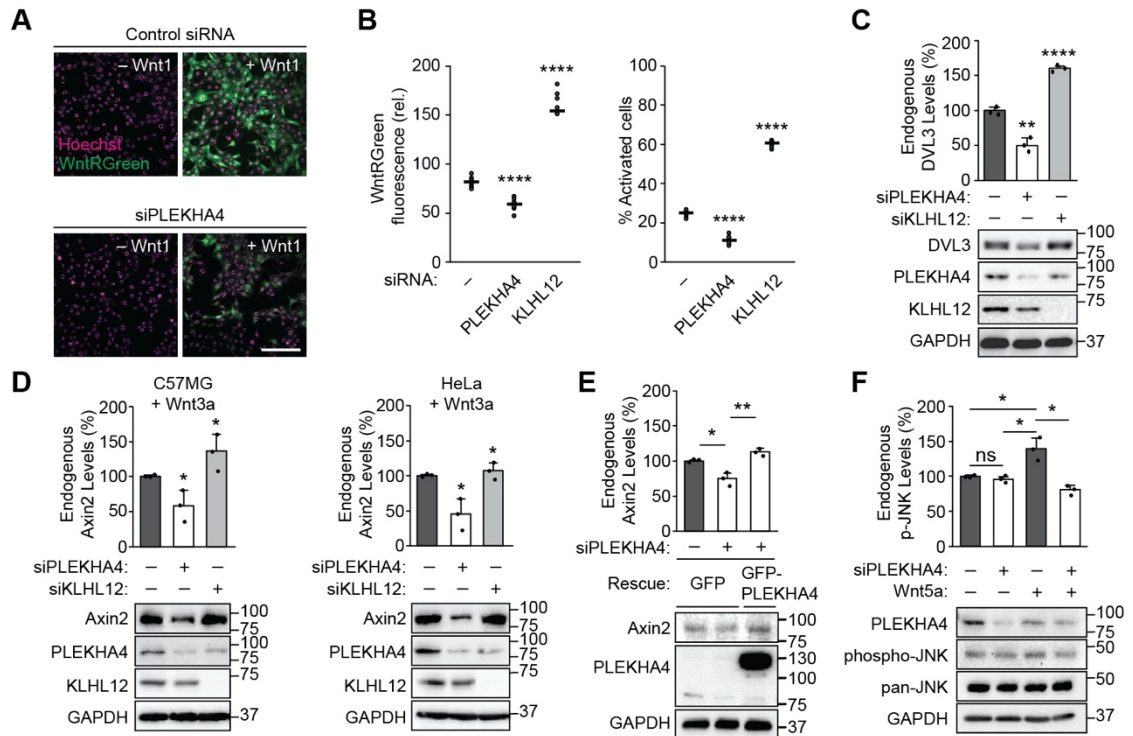 A
Control siRNA
– Wnt1
+ Wnt1
Hoechst
WntRGreen
siPLEKHA4
– Wnt1
+ Wnt1
B
WntRGreen
fluorescence (rel.)
200
150
100
50
0
****
****
% Activated cells
100
80
60
40
20
0
****
****
siRNA:
–
PLEKHA4
KLHL12
–
PLEKHA4
KLHL12
C
Endogenous
DVL3 Levels (%)
150
100
50
0
**
****
siPLEKHA4: – + –
siKLHL12: – – +
DVL3
100
75
PLEKHA4
100
75
KLHL12
75
GAPDH
37
D
C57MG
+ Wnt3a
Endogenous
Axin2 Levels (%)
200
150
100
50
0
*
*
siPLEKHA4: – + –
siKLHL12: – – +
Axin2
100
75
PLEKHA4
100
75
KLHL12
75
GAPDH
37
HeLa
+ Wnt3a
Endogenous
Axin2 Levels (%)
200
150
100
50
0
*
*
siPLEKHA4: – + –
siKLHL12: – – +
Axin2
100
75
PLEKHA4
100
75
KLHL12
75
GAPDH
37
E
Endogenous
Axin2 Levels (%)
200
150
100
50
0
*
**
siPLEKHA4: – + +
Rescue: GFP
GFP-
PLEKHA4
Axin2
100
75
PLEKHA4
130
100
75
GAPDH
37
F
Endogenous
p-JNK Levels (%)
200
150
100
50
0
*
*
*
ns
siPLEKHA4: – + – +
Wnt5a: – – + +
PLEKHA4
100
75
phospho-JNK
50
pan-JNK
50
GAPDH
37